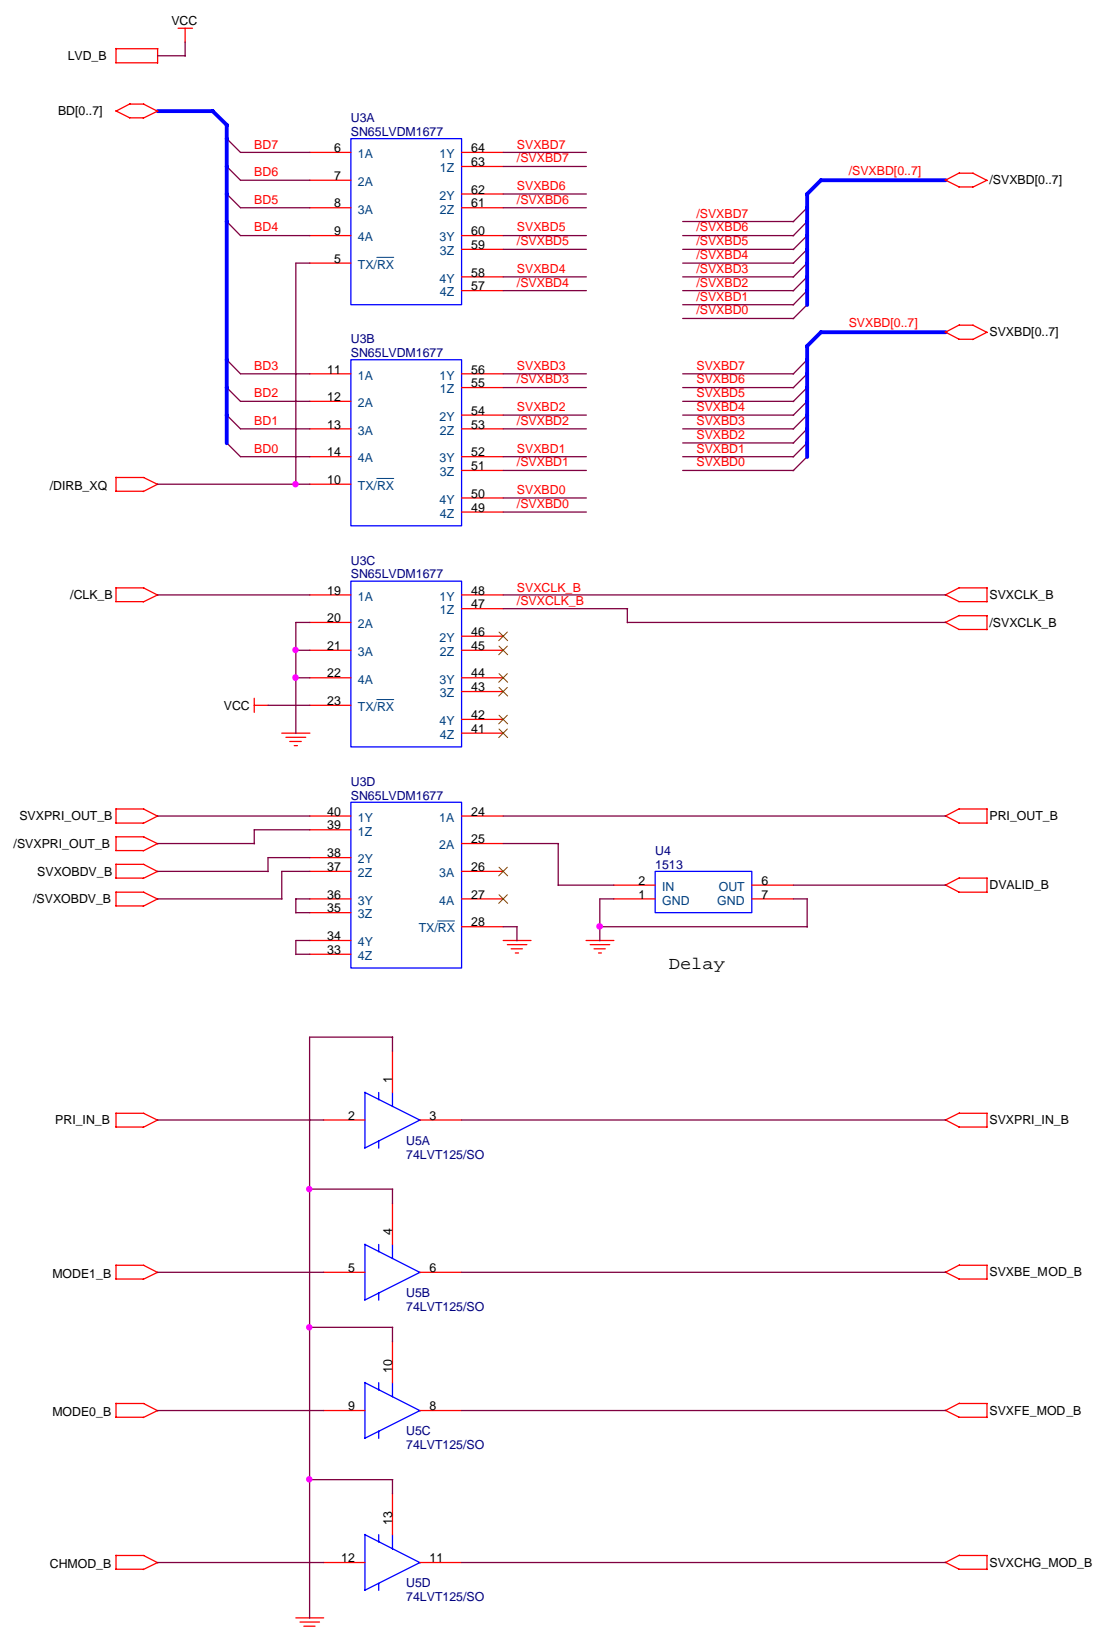 VCC
LVD_B
BD[0..7]
U3A
SN65LVDM1677
BD7 6 1A 1Y 64 SVXBD7
1Z 63 /SVXBD7
BD6 7 2A 2Y 62 SVXBD6
2Z 61 /SVXBD6
BD5 8 3A 3Y 60 SVXBD5
3Z 59 /SVXBD5
BD4 9 4A 4Y 58 SVXBD4
4Z 57 /SVXBD4
5 TX/RX
/SVXBD[0..7] /SVXBD[0..7]
/SVXBD7
/SVXBD6
/SVXBD5
/SVXBD4
/SVXBD3
/SVXBD2
/SVXBD1
/SVXBD0
U3B
SN65LVDM1677
BD3 11 1A 1Y 56 SVXBD3
1Z 55 /SVXBD3
BD2 12 2A 2Y 54 SVXBD2
2Z 53 /SVXBD2
BD1 13 3A 3Y 52 SVXBD1
3Z 51 /SVXBD1
BD0 14 4A 4Y 50 SVXBD0
4Z 49 /SVXBD0
/DIRB_XQ 10 TX/RX
SVXBD[0..7] SVXBD[0..7]
SVXBD7
SVXBD6
SVXBD5
SVXBD4
SVXBD3
SVXBD2
SVXBD1
SVXBD0
U3C
SN65LVDM1677
/CLK_B 19 1A 1Y 48 SVXCLK_B SVXCLK_B
1Z 47 /SVXCLK_B /SVXCLK_B
20 2A 2Y 46
2Z 45
21 3A 3Y 44
3Z 43
22 4A 4Y 42
4Z 41
VCC 23 TX/RX
U3D
SN65LVDM1677
SVXPRI_OUT_B 40 1Y 1A 24 PRI_OUT_B
/SVXPRI_OUT_B 39 1Z
SVXOBDV_B 38 2Y 2A 25
/SVXOBDV_B 37 2Z
36 3Y 3A 26
35 3Z
34 4Y 4A 27
33 4Z
TX/RX 28
U4
1513
2 IN OUT 6 DVALID_B
1 GND GND 7
Delay
PRI_IN_B 2 1 3 SVXPRI_IN_B
U5A
74LVT125/SO
MODE1_B 5 4 6 SVXBE_MOD_B
U5B
74LVT125/SO
MODE0_B 9 10 8 SVXFE_MOD_B
U5C
74LVT125/SO
CHMOD_B 12 13 11 SVXCHG_MOD_B
U5D
74LVT125/SO